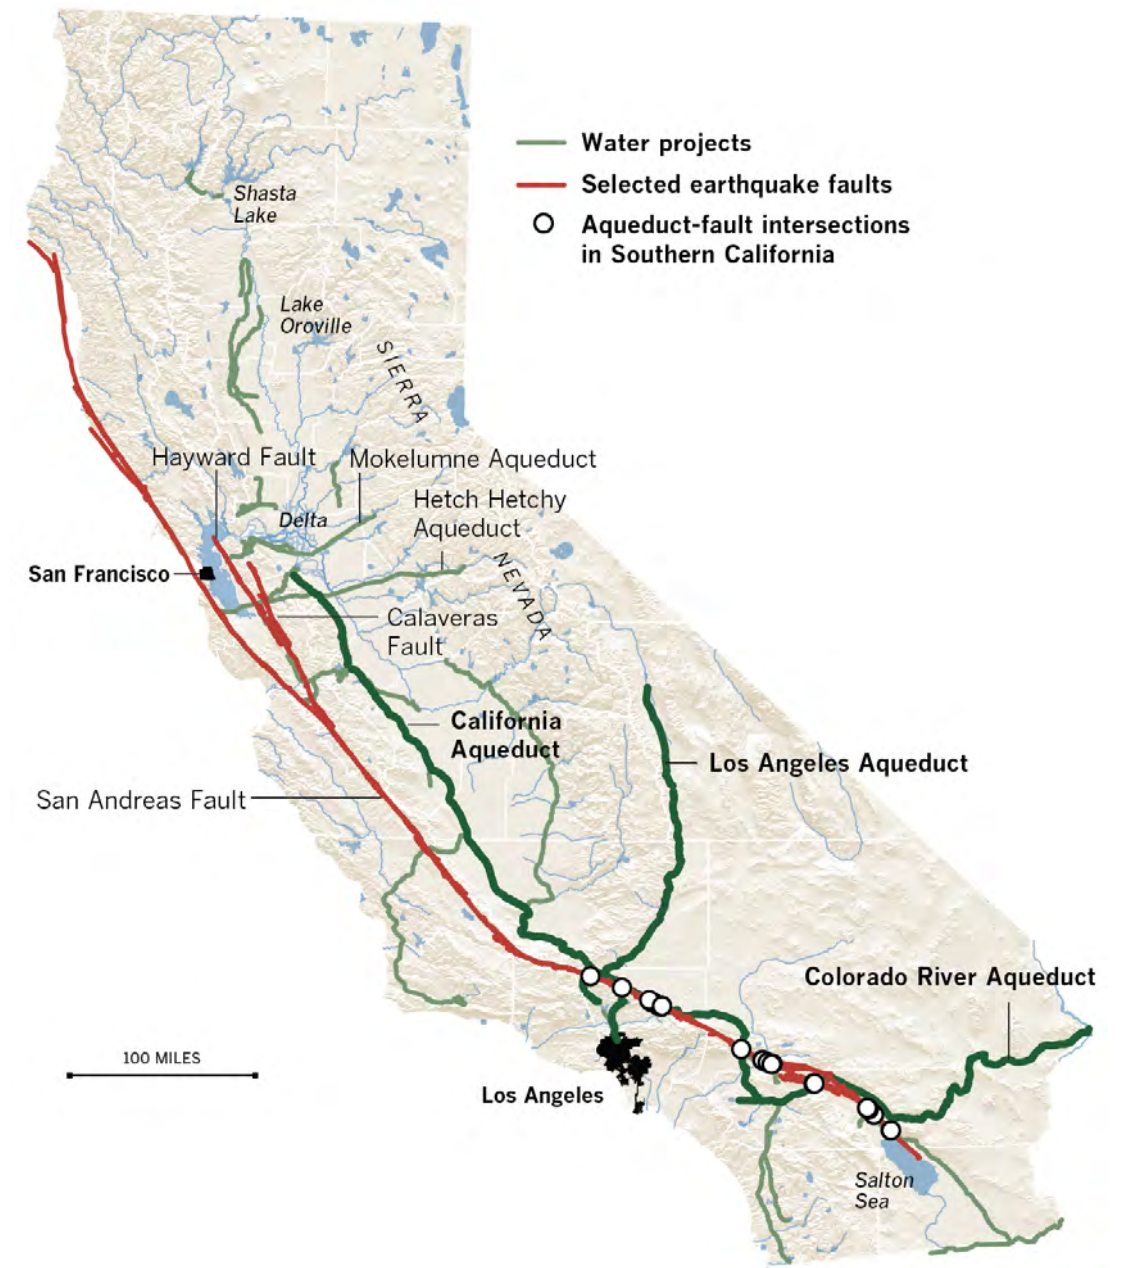 Water projects
Selected earthquake faults
Aqueduct-fault intersections
in Southern California
Shasta
Lake
Lake
Oroville
SIERRA
Hayward Fault
Mokelumne Aqueduct
Hetch Hetchy
Aqueduct
Delta
NEVADA
San Francisco
Calaveras
Fault
California
Aqueduct
Los Angeles Aqueduct
San Andreas Fault
Colorado River Aqueduct
100 MILES
Los Angeles
Salton
Sea